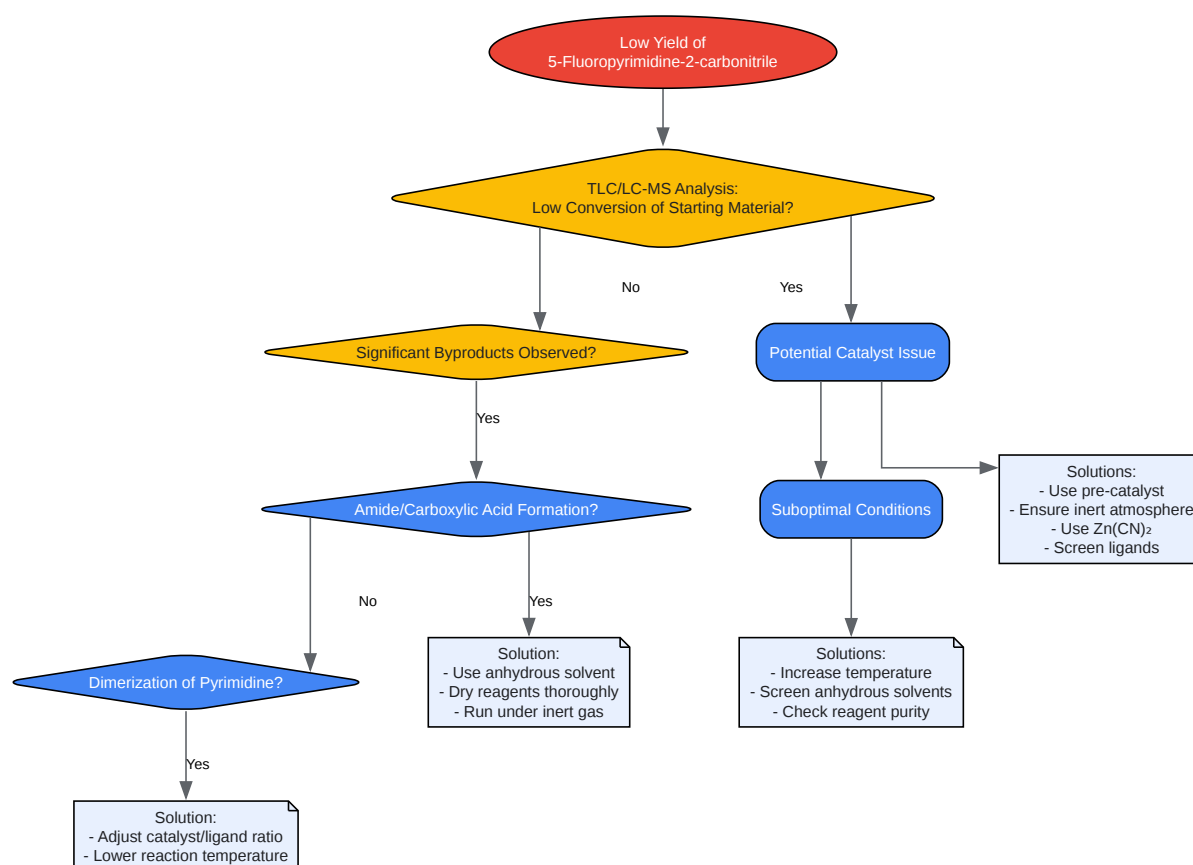 Low Yield of
5-Fluoropyrimidine-2-carbonitrile
TLC/LC-MS Analysis:
Low Conversion of Starting Material?
No
Yes
Significant Byproducts Observed?
Potential Catalyst Issue
Yes
Solutions:
- Use pre-catalyst
- Ensure inert atmosphere
- Use Zn(CN)₂
- Screen ligands
Amide/Carboxylic Acid Formation?
Suboptimal Conditions
No
Yes
Solution:
- Use anhydrous solvent
- Dry reagents thoroughly
- Run under inert gas
Solutions:
- Increase temperature
- Screen anhydrous solvents
- Check reagent purity
Dimerization of Pyrimidine?
Yes
Solution:
- Adjust catalyst/ligand ratio
- Lower reaction temperature